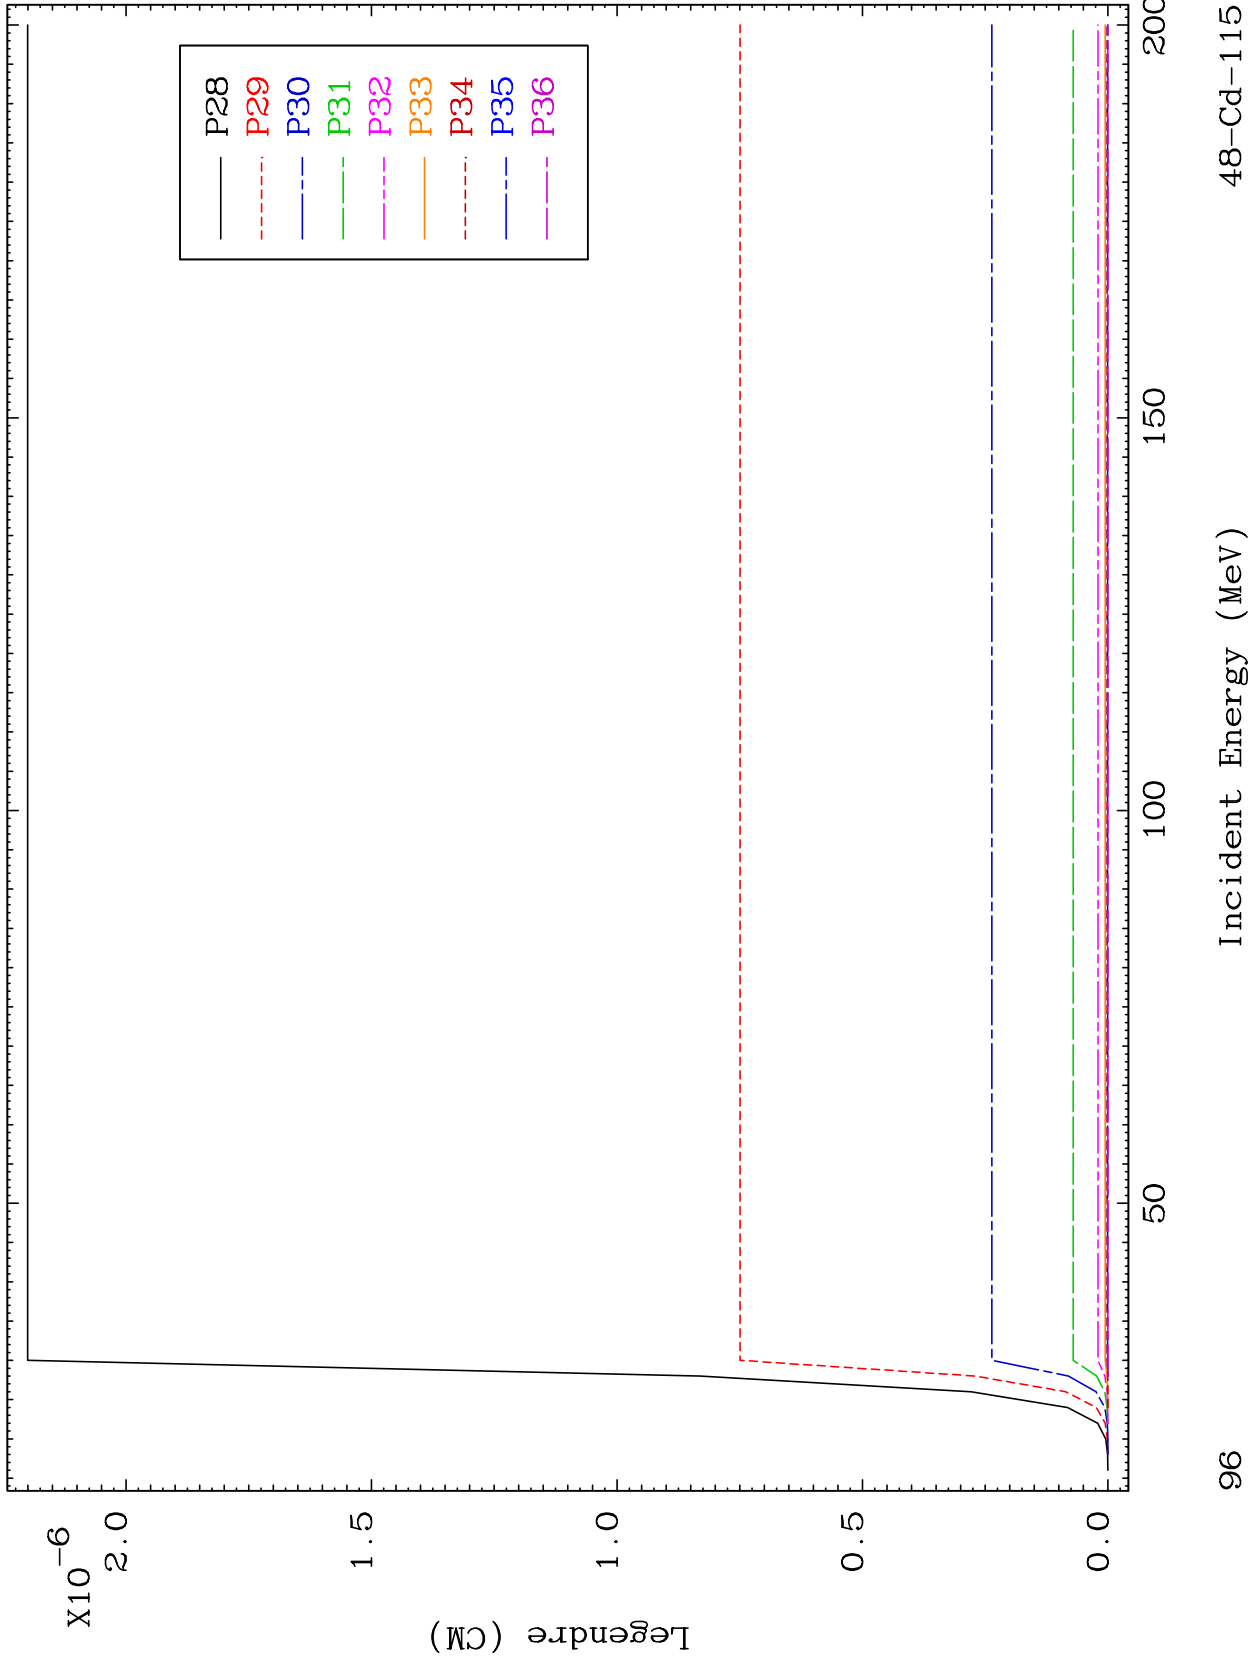 X10-6
2.0
1.5
1.0
0.5
0.0
Legendre (CM)
P28
P29
P30
P31
P32
P33
P34
P35
P36
50
100
150
200
Incident Energy (MeV)
96
48-Cd-115